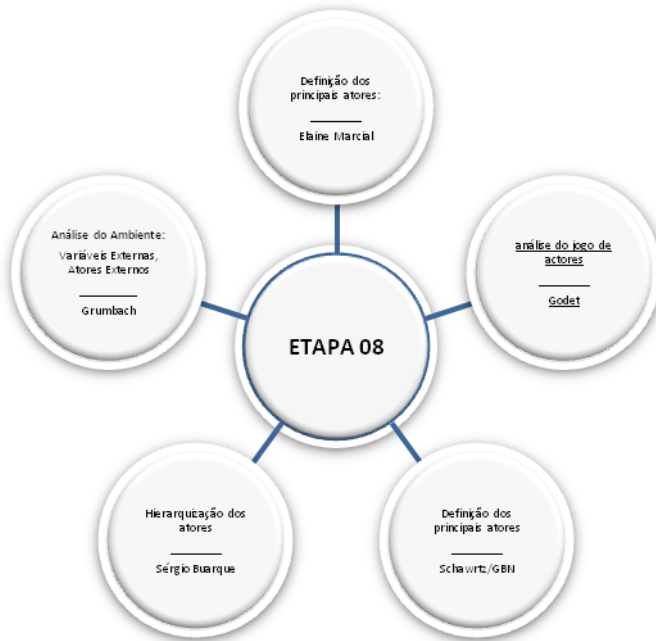 Definição dos
principais atores:
Elaine Marcial
Análise do Ambiente:
Variáveis Externas,
Atores Externos
Grumbach
análise do jogo de
actores
Godet
ETAPA 08
Hierarquização dos
atores
Sérgio Buarque
Definição dos
principais atores
Schawrtz/GBN